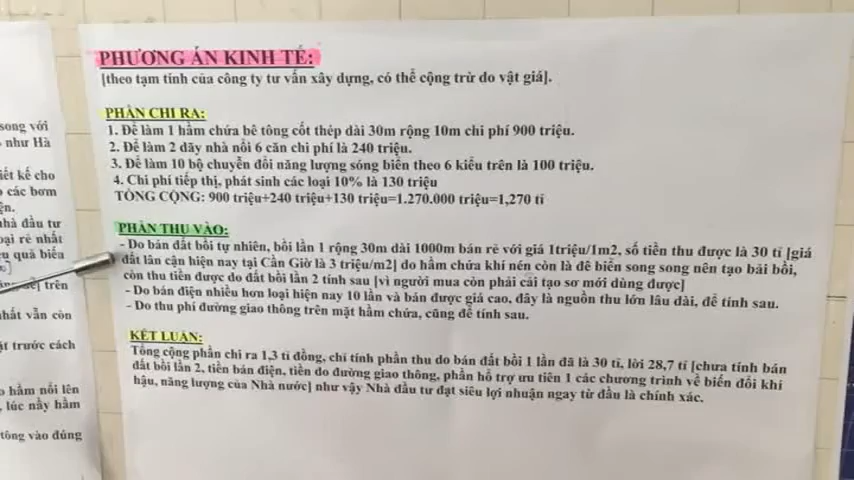 PHƯƠNG ÁN KINH TẾ:
[theo tạm tính của công ty tư vấn xây dựng, có thể cộng trừ do vật giá].
PHẦN CHI RA:
1. Để làm 1 hầm chứa bê tông cốt thép dài 30m rộng 10m chi phí 900 triệu.
2. Để làm 2 dãy nhà nổi 6 căn chi phí là 240 triệu.
3. Để làm 10 bộ chuyển đổi năng lượng sóng biển theo 6 kiểu trên là 100 triệu.
4. Chi phí tiếp thị, phát sinh các loại 10% là 130 triệu
TỔNG CỘNG: 900 triệu+240 triệu+130 triệu=1.270.000 triệu=1,270 tỉ
PHẦN THU VÀO:
- Do bán đất bồi tự nhiên, bồi lần 1 rộng 30m dài 1000m bán rẻ với giá 1triệu/1m2, số tiền thu được là 30 tỉ [giá
đất lân cận hiện nay tại Cần Giờ là 3 triệu/m2] do hầm chứa khí nén còn là đê biển song song nên tạo bãi bồi,
còn thu tiền được do đất bồi lần 2 tính sau [vì người mua còn phải cải tạo sơ mới dùng được]
- Do bán điện nhiều hơn loại hiện nay 10 lần và bán được giá cao, đây là nguồn thu lớn lâu dài, để tính sau.
- Do thu phí đường giao thông trên mặt hầm chứa, cũng để tính sau.
KẾT LUẬN:
Tổng cộng phần chi ra 1,3 tỉ đồng, chỉ tính phần thu do bán đất bồi 1 lần đã là 30 tỉ, lời 28,7 tỉ [chưa tính bán
đất bồi lần 2, tiền bán điện, tiền do đường giao thông, phần hỗ trợ ưu tiên 1 các chương trình về biến đổi khí
hậu, năng lượng của Nhà nước] như vậy Nhà đầu tư đạt siêu lợi nhuận ngay từ đầu là chính xác.
song với
như Hà
iết kế cho
các bơm
ện.
hà đầu tư
oại rẻ nhất
quả biến
trên
hất vẫn còn
ặt trước cách
hầm nổi lên
, lúc nầy hầm
tông vào đúng